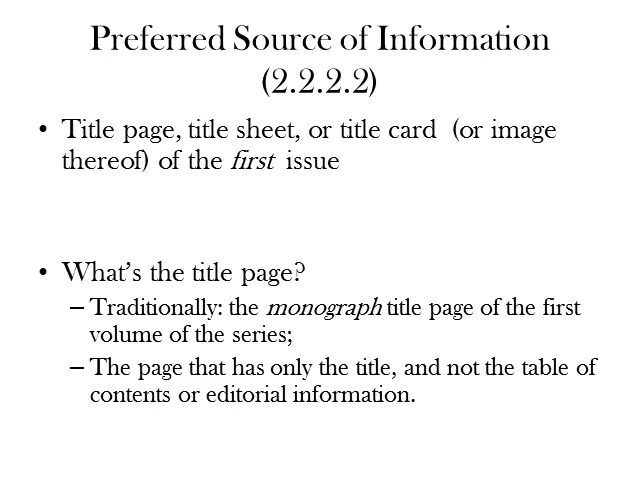 Preferred Source of Information
(2.2.2.2)
• Title page, title sheet, or title card  (or image
thereof) of the first  issue
• What’s the title page?
– Traditionally: the monograph title page of the first
volume of the series;
– The page that has only the title, and not the table of
contents or editorial information.